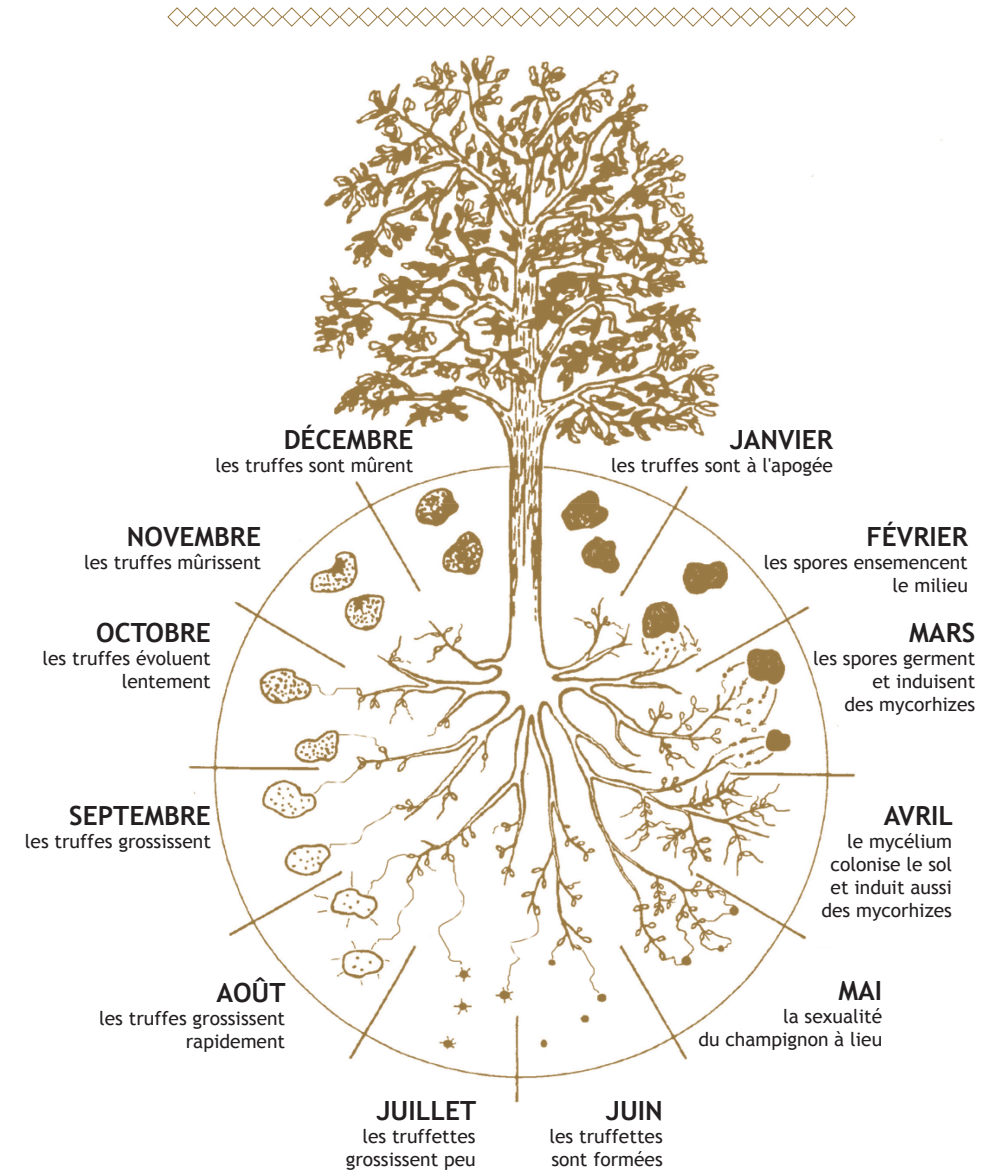 DÉCEMBRE
les truffes sont mûrent
JANVIER
les truffes sont à l'apogée
NOVEMBRE
les truffes mûrissent
FÉVRIER
les spores ensemencent
le milieu
OCTOBRE
les truffes évoluent
lentement
MARS
les spores germent
et induisent
des mycorhizes
SEPTEMBRE
les truffes grossissent
AVRIL
le mycélium
colonise le sol
et induit aussi
des mycorhizes
AOÛT
les truffes grossissent
rapidement
MAI
la sexualité
du champignon à lieu
JUILLET
les truffettes
grossissent peu
JUIN
les truffettes
sont formées